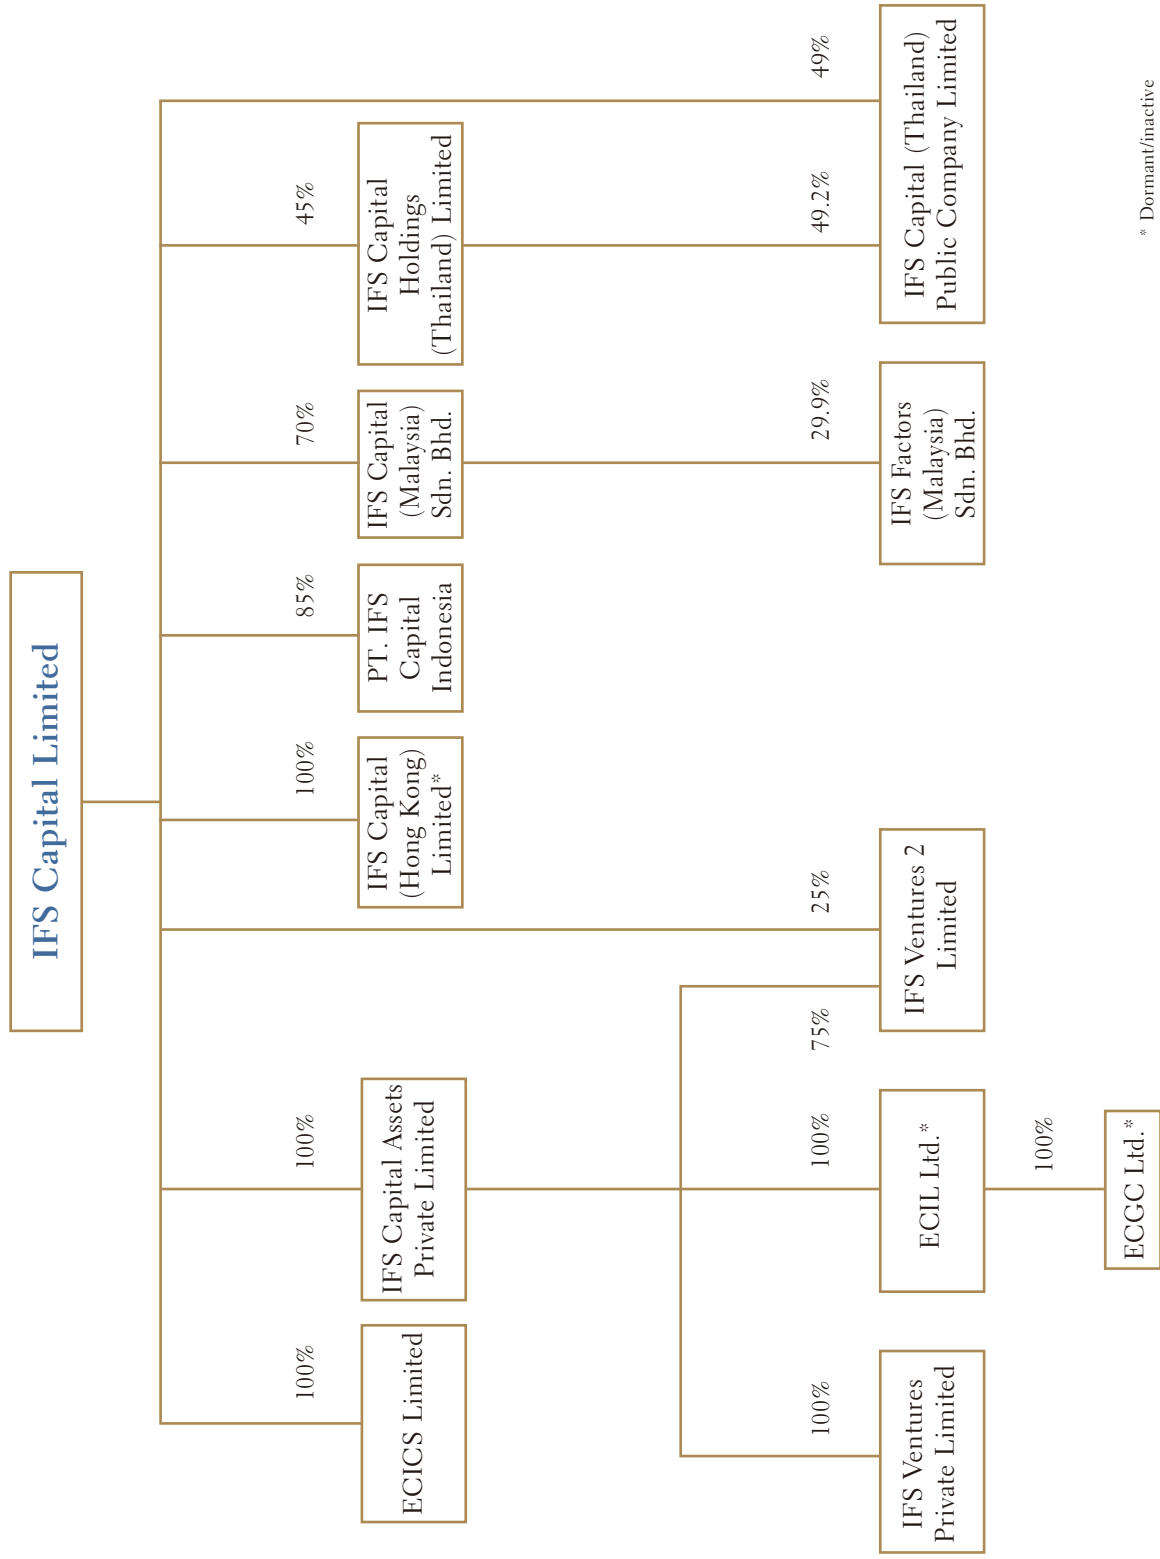 IFS Capital Limited
100%
100%
100%
85%
70%
45%
ECICS Limited
IFS Capital Assets
Private Limited
IFS Capital
(Hong Kong)
Limited*
PT. IFS
Capital
Indonesia
IFS Capital
(Malaysia)
Sdn. Bhd.
IFS Capital
Holdings
(Thailand) Limited
100%
100%
75%
25%
29.9%
49.2%
49%
IFS Ventures
Private Limited
ECIL Ltd.*
IFS Ventures 2
Limited
IFS Factors
(Malaysia)
Sdn. Bhd.
IFS Capital (Thailand)
Public Company Limited
100%
ECGC Ltd.*
* Dormant/inactive